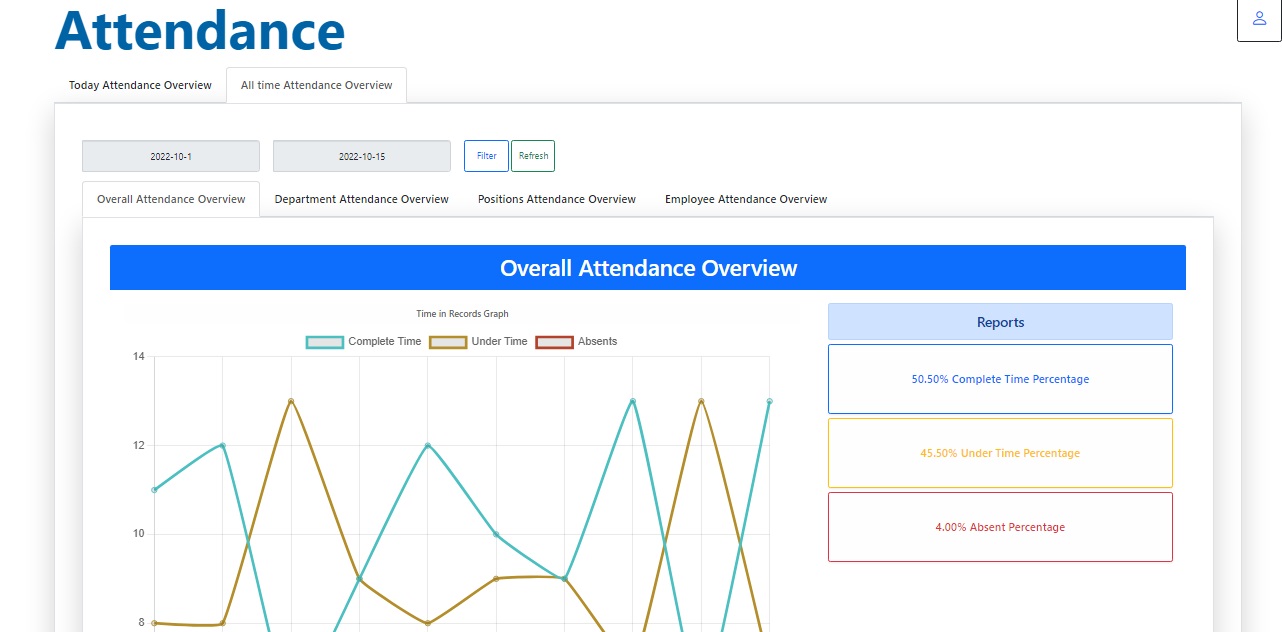 Attendance
Today Attendance Overview All time Attendance Overview
2022-10-1 2022-10-15 Filter Refresh
Overall Attendance Overview Department Attendance Overview Positions Attendance Overview Employee Attendance Overview
Overall Attendance Overview
Time in Records Graph
Complete Time Under Time Absents
14
12
10
8
Reports
50.50% Complete Time Percentage
45.50% Under Time Percentage
4.00% Absent Percentage